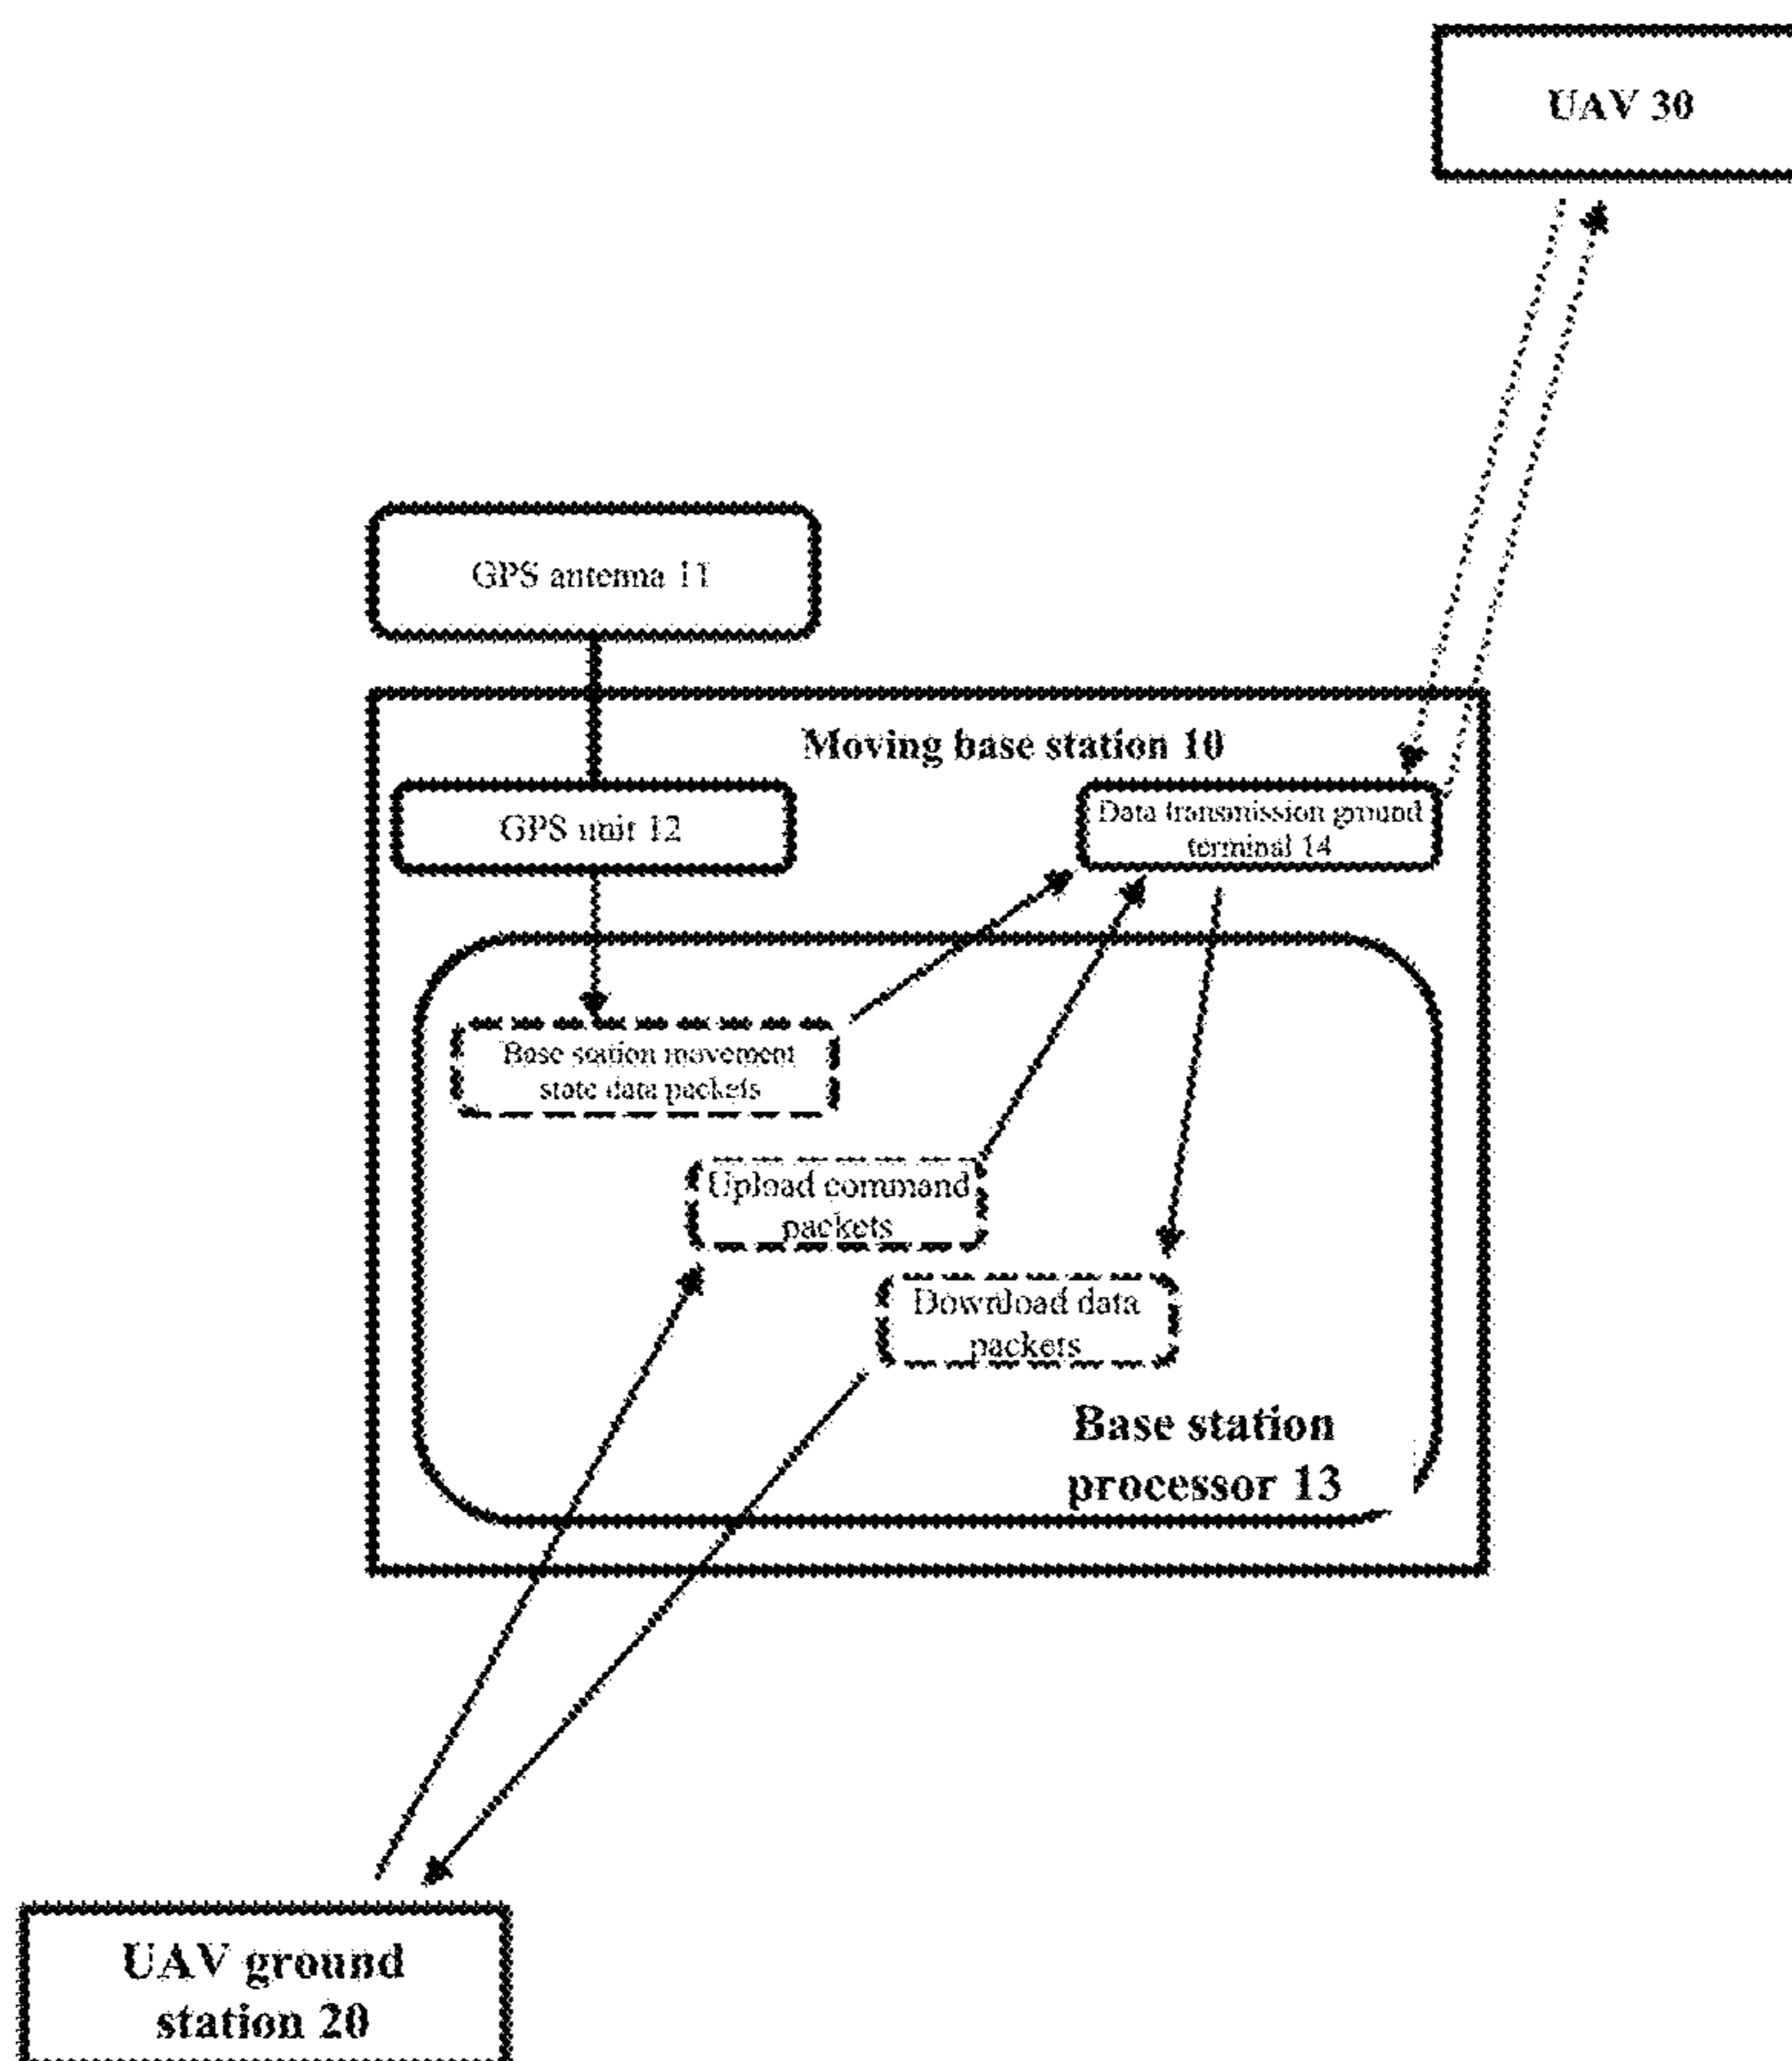 UAV 30
GPS antenna 11
Moving base station 10
GPS unit 12
Data transmission ground
terminal 14
Base station movement
state data packets
Upload command
packets
Download data
packets
Base station
processor 13
UAV ground
station 20